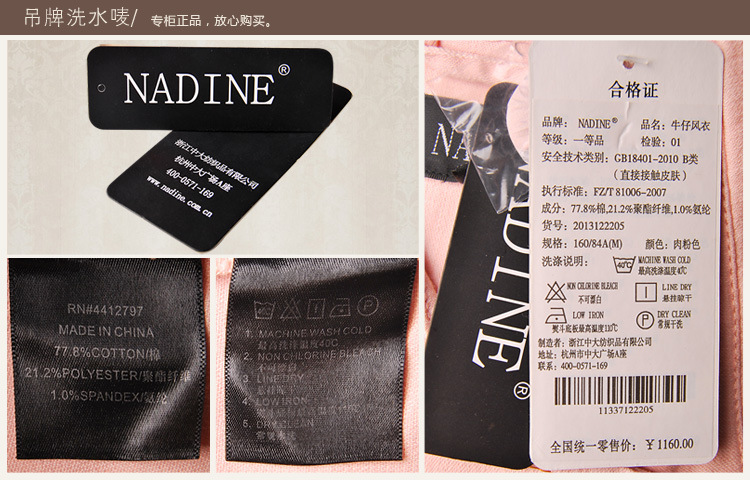 吊牌洗水唛/ 专柜正品，放心购买。
NADINE®
浙江中大纺织品有限公司
杭州中大广场A座
400-0571-169
www.nadine.com.cn
RN#4412797
MADE IN CHINA
77.8%COTTON/棉
21.2%POLYESTER/聚酯纤维
1.0%SPANDEX/氨纶
1. MACHINE WASH COLD
最高洗涤温度40C
2. NON CHLORINE BLEACH
3. LINE DRY
4. LOW IRON
5. DRY CLEAN
NADINE®
合格证
品牌： NADINE® 品名：牛仔风衣
等级：一等品 检验：01
安全技术类别：GB18401-2010 B类
（直接接触皮肤）
执行标准：FZ/T 81006-2007
成分：77.8%棉,21.2%聚酯纤维,1.0%氨纶
货号：2013122205
规格：160/84A(M) 颜色：肉粉色
洗涤说明： 40℃ MACHINE WASH COLD
最高洗涤温度40℃
NON CHLORINE BLEACH
不可漂白
LINE DRY
悬挂晾干
LOW IRON
熨斗底板最高温度110℃
P DRY CLEAN
常规干洗
制造者：浙江中大纺织品有限公司
地址：杭州市中大广场A座
联系：400-0571-169
11337122205
全国统一零售价：￥1160.00